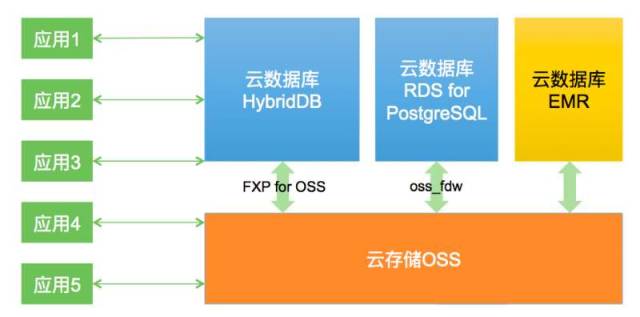 应用1
应用2
应用3
应用4
应用5
云数据库
HybridDB
云数据库
RDS for
PostgreSQL
云数据库
EMR
FXP for OSS
oss_fdw
云存储OSS